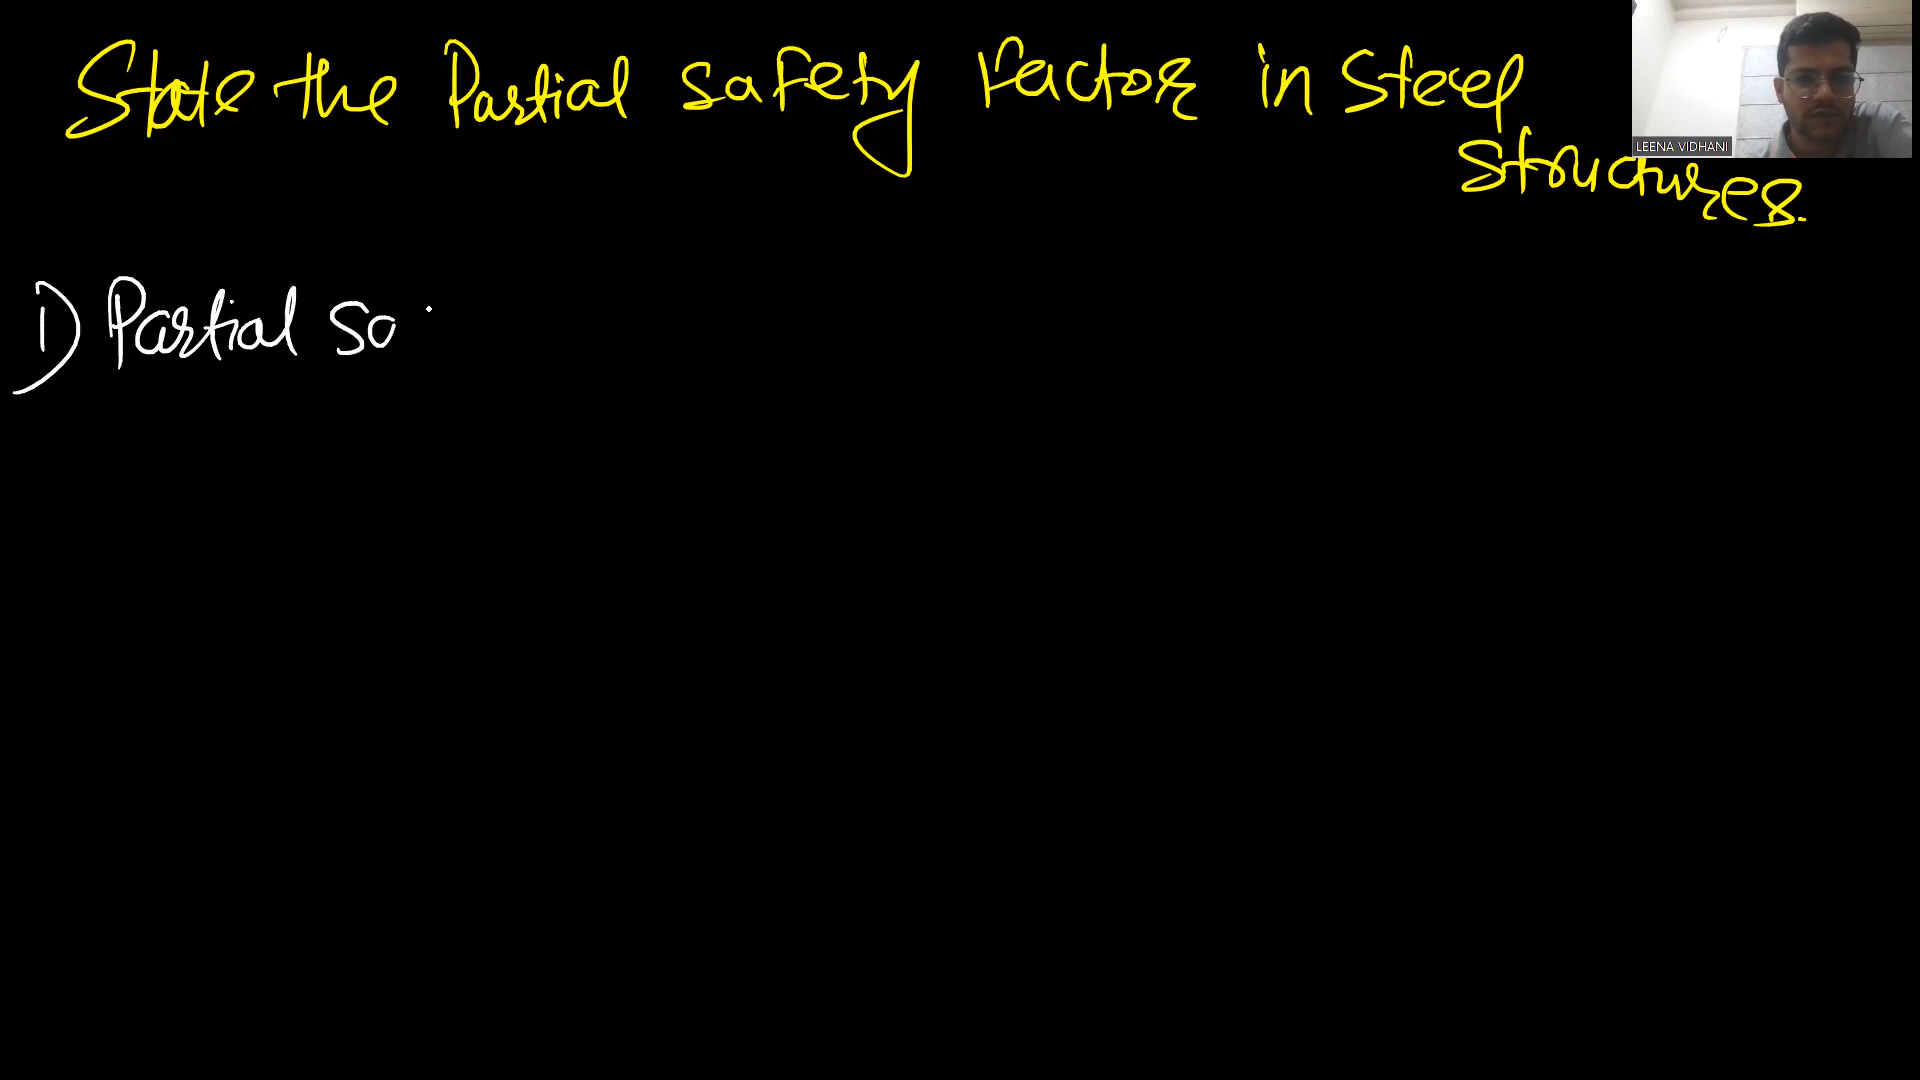 State the Partial safety factor in Steel
structures.
LEENA VIDHANI
1) Partial sa